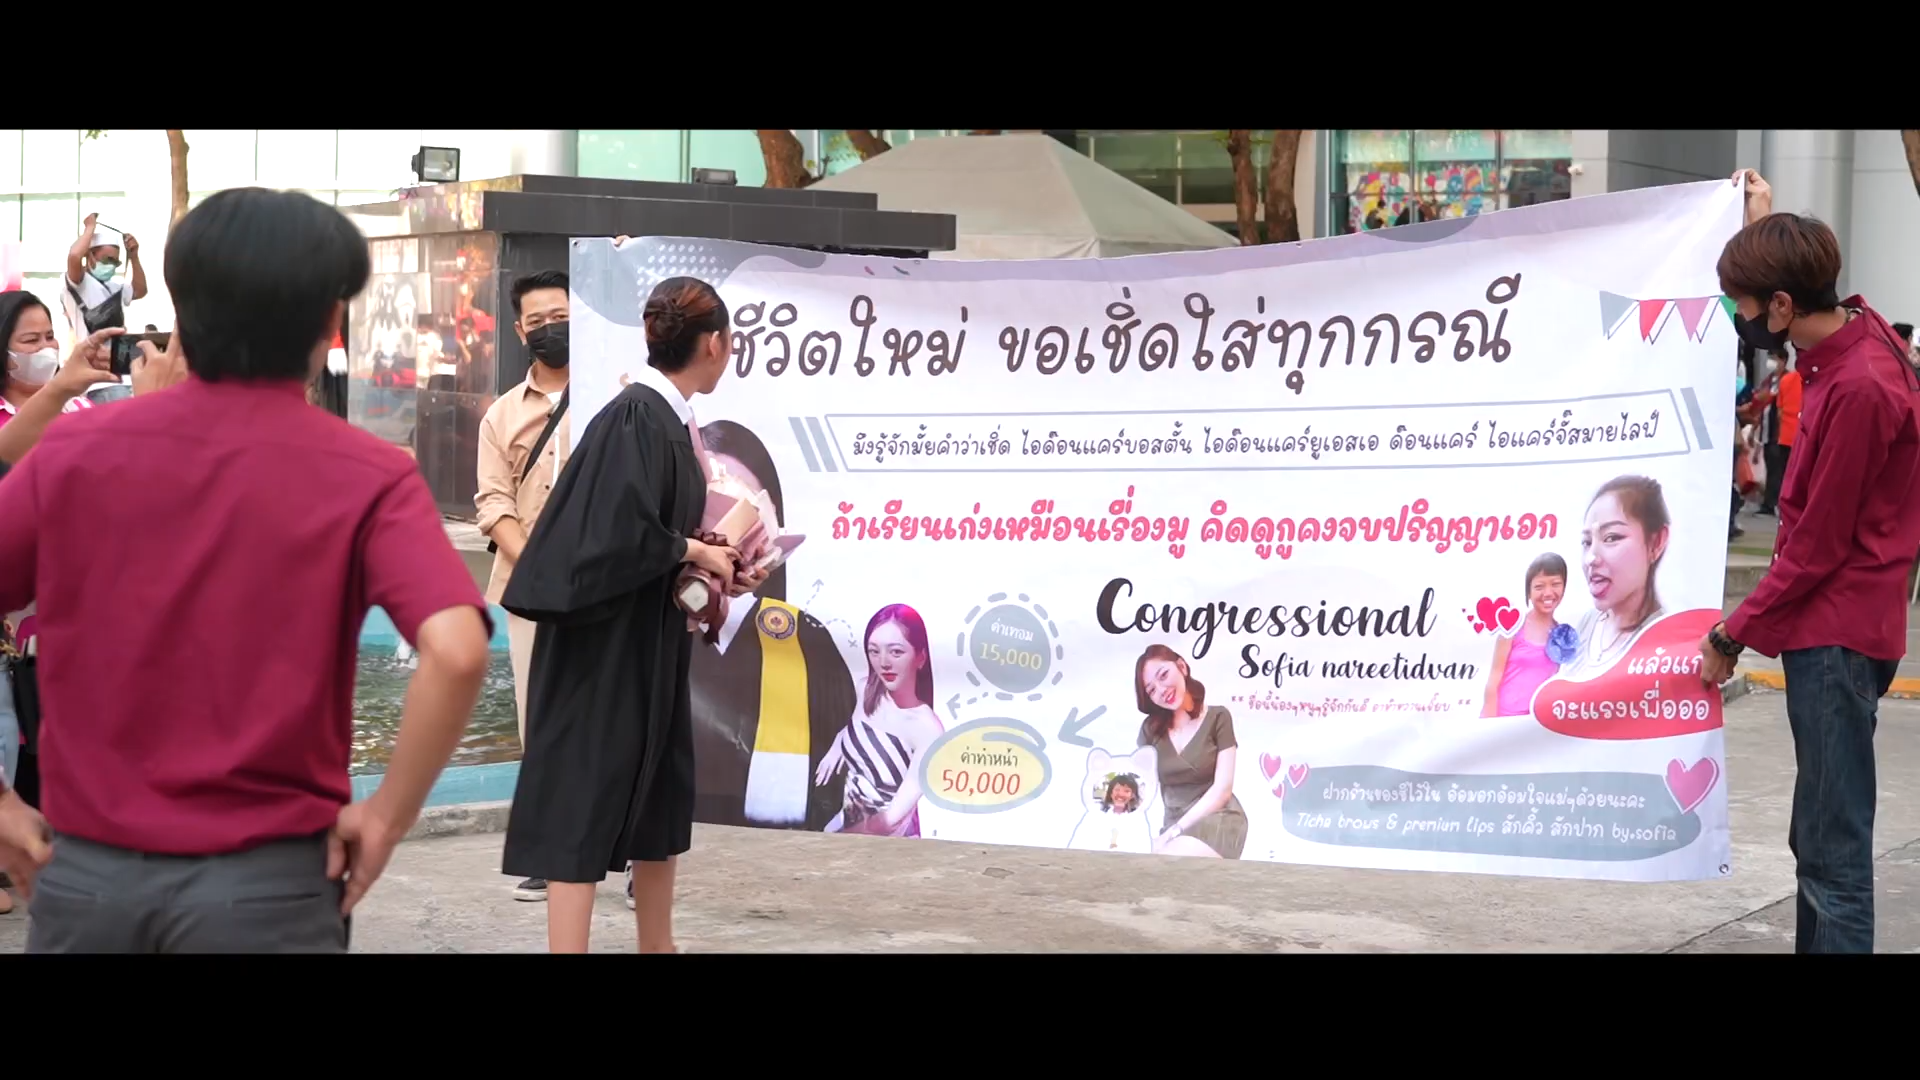 ชีวิตใหม่ ขอเชิ่ดใส่ทุกกรณี
มึงรู้จักมั้ยคำว่าเชิ่ด ไอด๊อนแคร์บอสตั้น ไอด๊อนแคร์ยูเอสเอ ด๊อนแคร์ ไอแคร์จั๊สมายไลฟ์
ถ้าเรียนเก่งเหมือนเรื่องมู คิดดูกูคงจบปริญญาเอก
Congressional
Sofia nareetidvan
ค่าเทอม
15,000
ค่าทำหน้า
50,000
แล้วแก
จะแรงเพื่ออออ
ฝากร้านของซีไว้ใน อ้อมอกอ้อมใจแม่ๆด้วยนะคะ
Ticha brows & premium lips สักคิ้ว สักปาก by.sofia